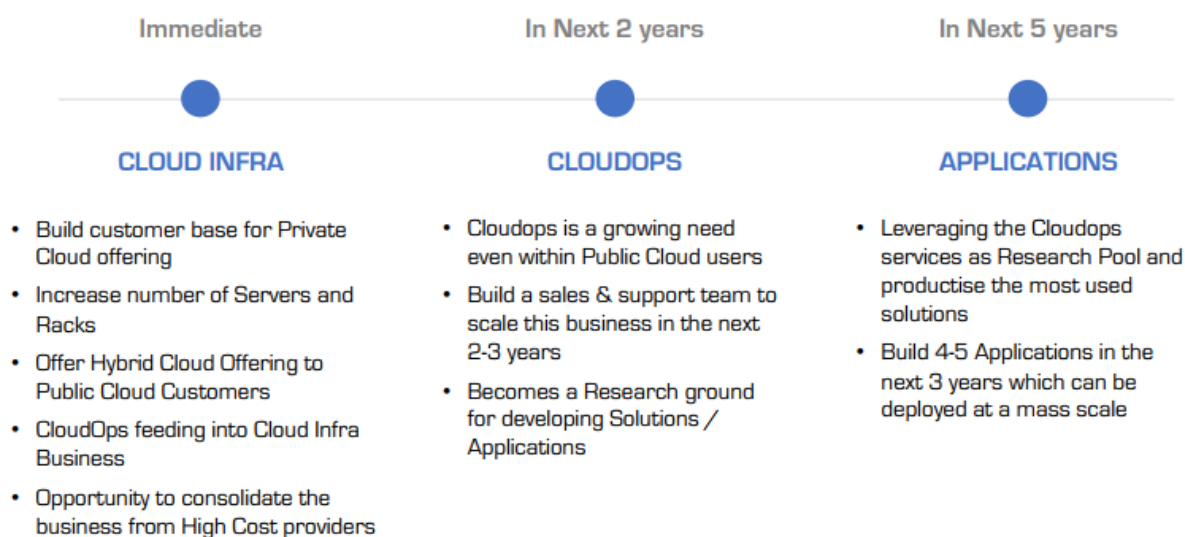 Immediate
In Next 2 years
In Next 5 years
CLOUD INFRA
• Build customer base for Private
Cloud offering
• Increase number of Servers and
Racks
• Offer Hybrid Cloud Offering to
Public Cloud Customers
• CloudOps feeding into Cloud Infra
Business
• Opportunity to consolidate the
business from High Cost providers
CLOUDOPS
• Cloudops is a growing need
even within Public Cloud users
• Build a sales & support team to
scale this business in the next
2-3 years
• Becomes a Research ground
for developing Solutions /
Applications
APPLICATIONS
• Leveraging the Cloudops
services as Research Pool and
productise the most used
solutions
• Build 4-5 Applications in the
next 3 years which can be
deployed at a mass scale